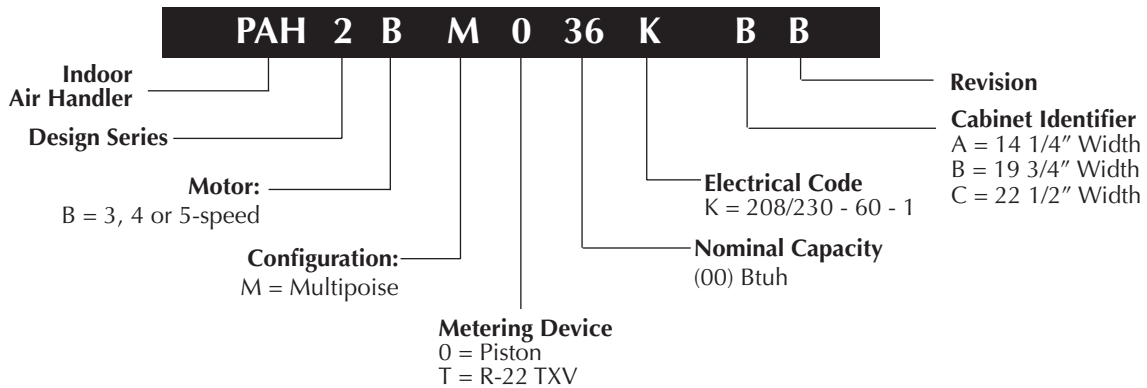 PAH 2 B M 0 36 K B B
Indoor
Air Handler
Design Series
Motor:
B = 3, 4 or 5-speed
Configuration:
M = Multipoise
Metering Device
0 = Piston
T = R-22 TXV
Nominal Capacity
(00) Btuh
Electrical Code
K = 208/230 - 60 - 1
Revision
Cabinet Identifier
A = 14 1/4” Width
B = 19 3/4” Width
C = 22 1/2” Width